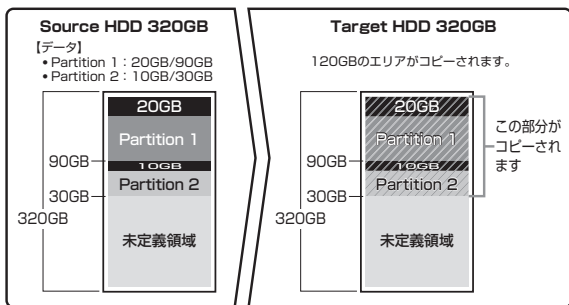 Source HDD 320GB
【データ】
• Partition 1：20GB/90GB
• Partition 2：10GB/30GB
20GB
Partition 1
90GB
10GB
Partition 2
30GB
320GB
未定義領域
Target HDD 320GB
120GBのエリアがコピーされます。
20GB
Partition 1
90GB
10GB
Partition 2
30GB
320GB
未定義領域
この部分が
コピーされ
ます